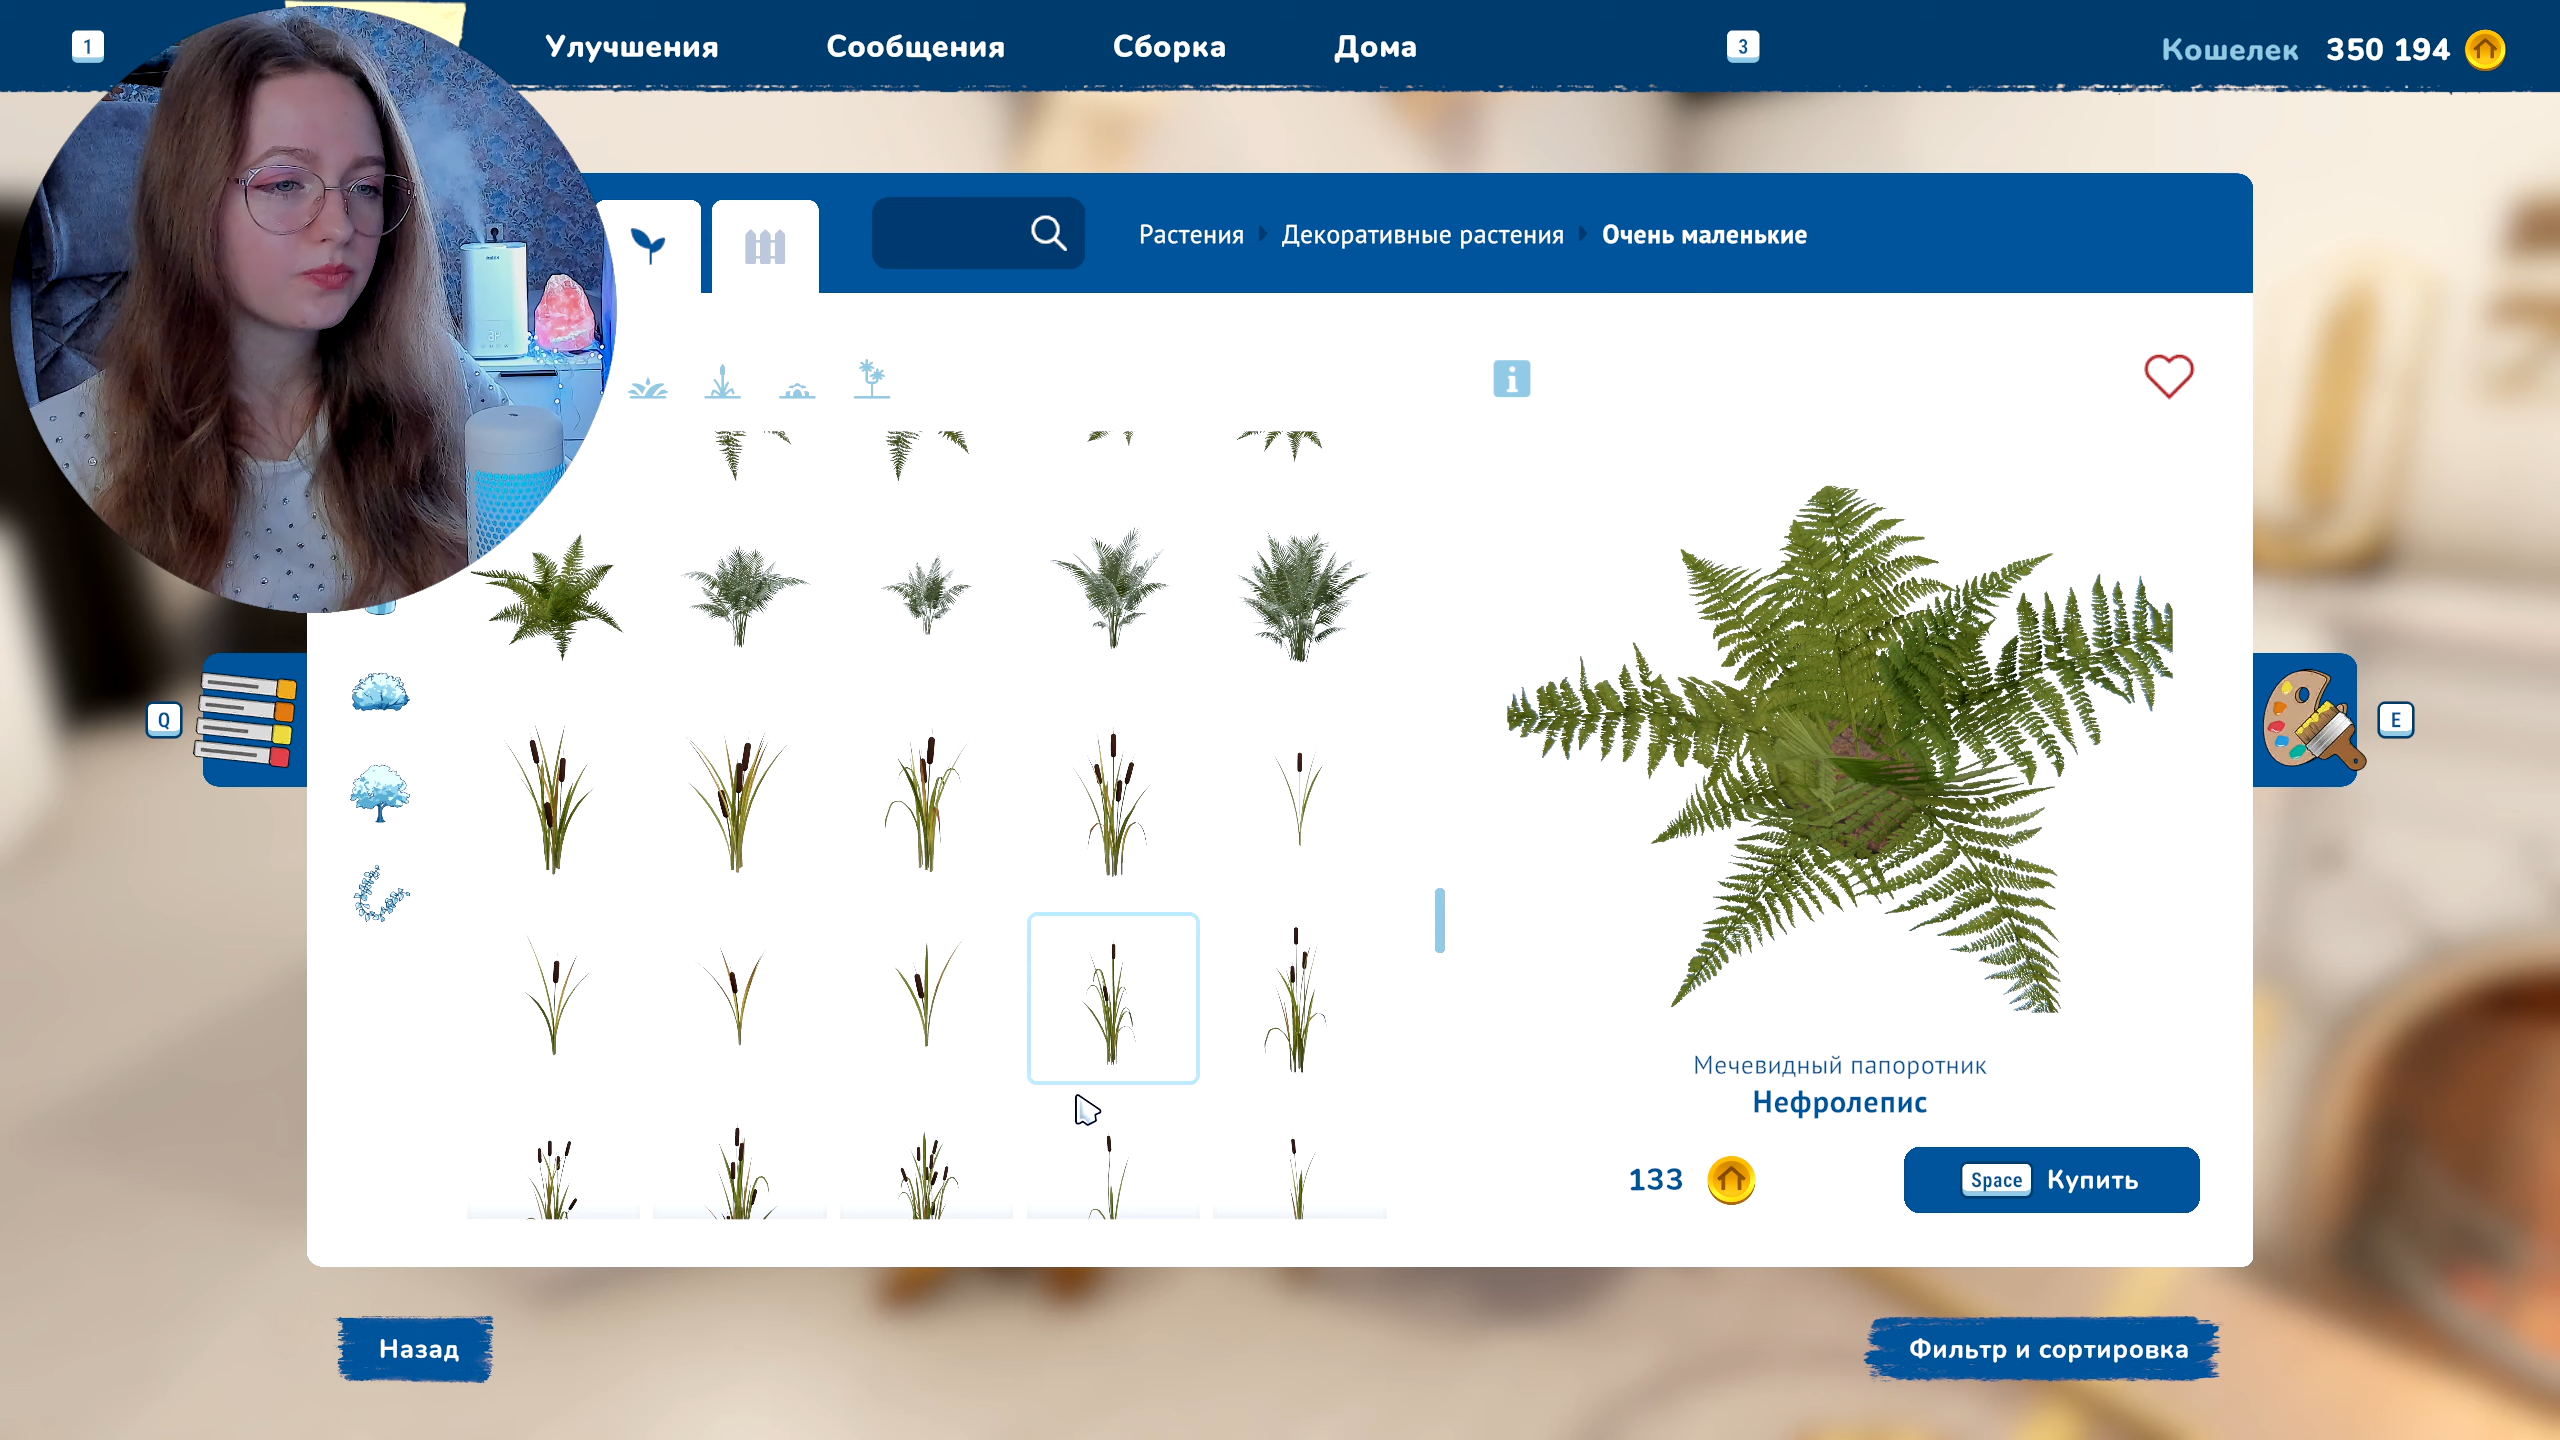 1
Улучшения
Сообщения
Сборка
Дома
3
Кошелек 350 194
Растения
Декоративные растения
Очень маленькие
i
Q
E
Мечевидный папоротник
Нефролепис
133
Space Купить
Назад
Фильтр и сортировка